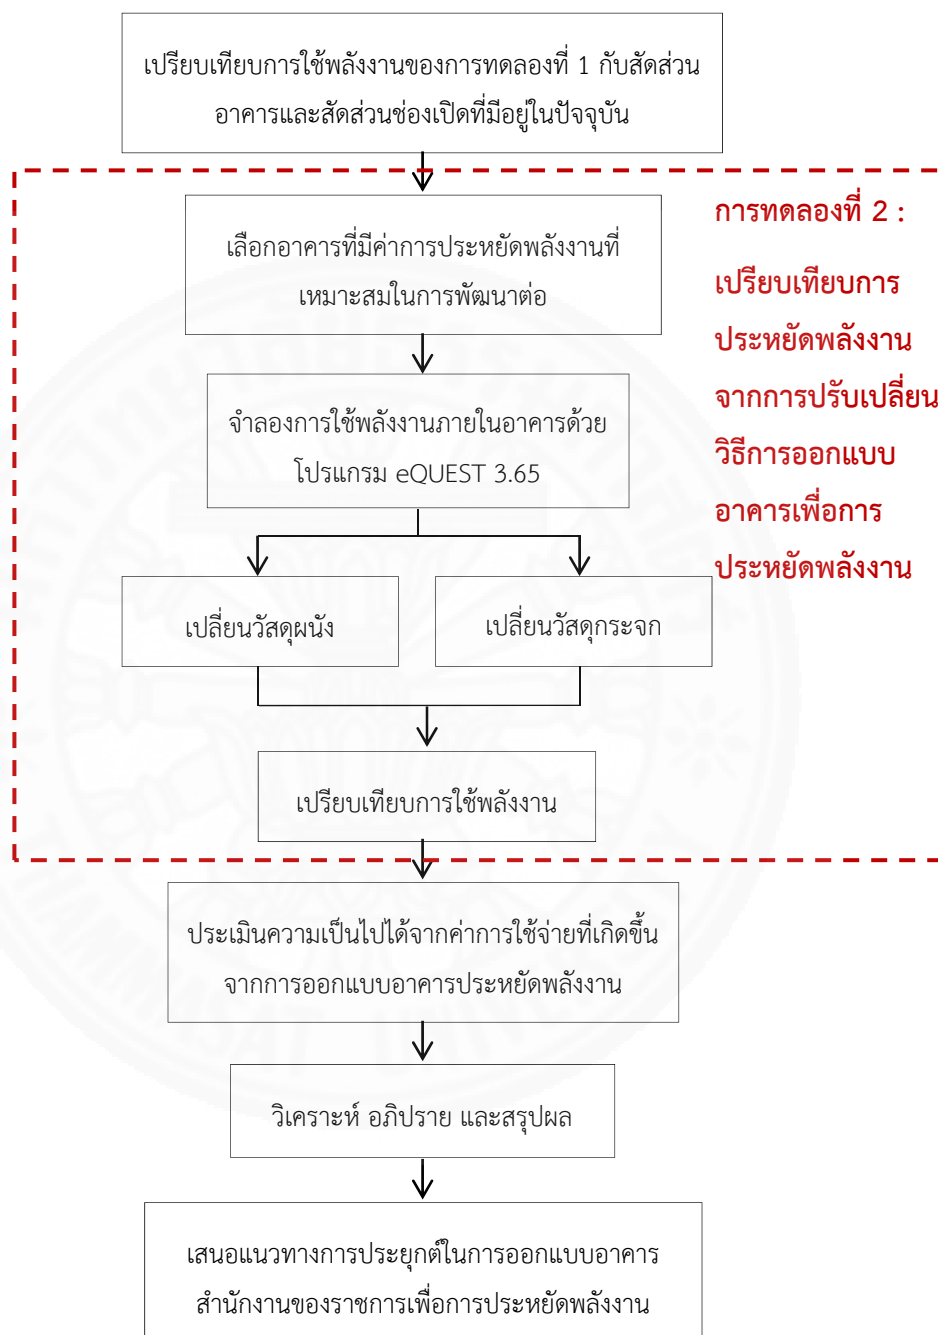 เปรียบเทียบการใช้พลังงานของการทดลองที่ 1 กับสัดส่วน
อาคารและสัดส่วนช่องเปิดที่มีอยู่ในปัจจุบัน
การทดลองที่ 2 :
เปรียบเทียบการ
ประหยัดพลังงาน
จากการปรับเปลี่ยน
วิธีการออกแบบ
อาคารเพื่อการ
ประหยัดพลังงาน
เลือกอาคารที่มีค่าการประหยัดพลังงานที่
เหมาะสมในการพัฒนาต่อ
จำลองการใช้พลังงานภายในอาคารด้วย
โปรแกรม eQUEST 3.65
เปลี่ยนวัสดุผนัง
เปลี่ยนวัสดุกระจก
เปรียบเทียบการใช้พลังงาน
ประเมินความเป็นไปได้จากค่าการใช้จ่ายที่เกิดขึ้น
จากการออกแบบอาคารประหยัดพลังงาน
วิเคราะห์ อภิปราย และสรุปผล
เสนอแนวทางการประยุกต์ในการออกแบบอาคาร
สำนักงานของราชการเพื่อการประหยัดพลังงาน
THAMMASAT UNIVERSITY